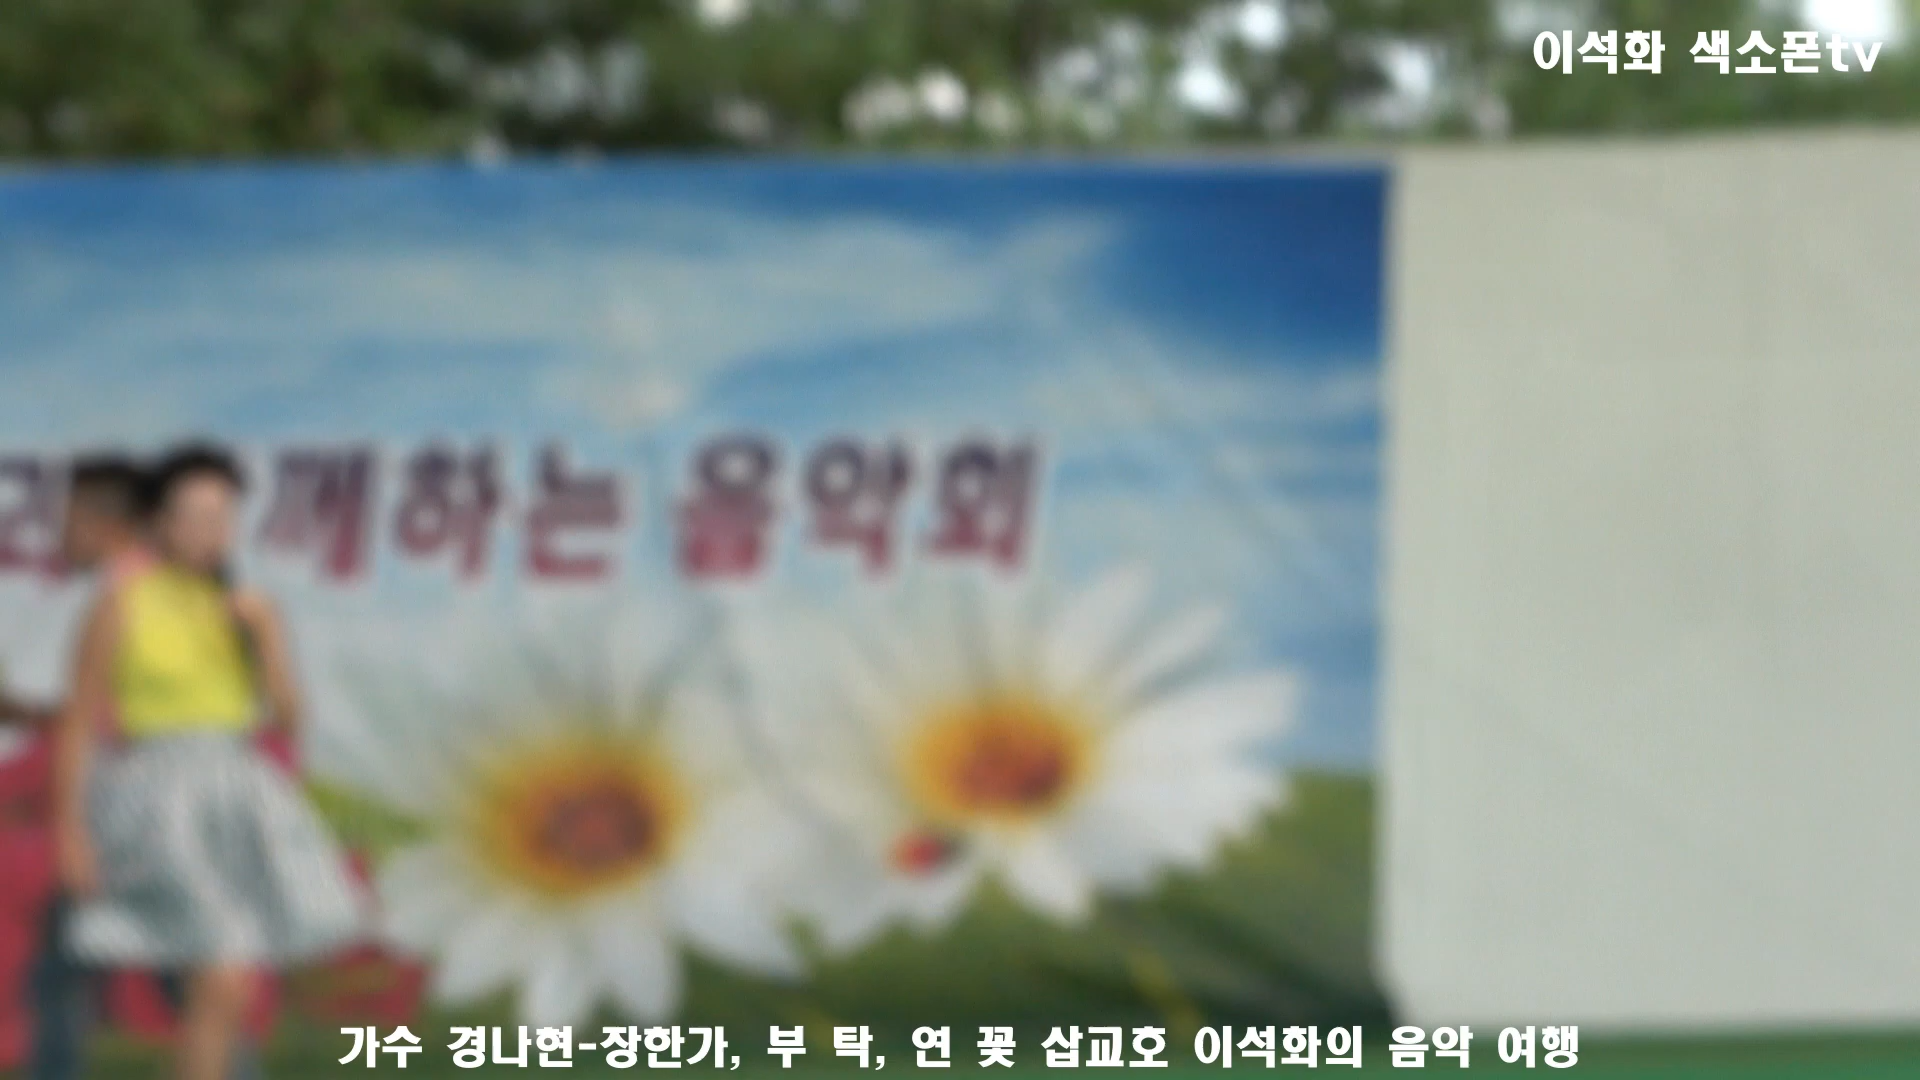 이석화 색소폰tv
께하는 음악회
가수 경나현-장한가, 부 탁, 연 꽃 삽교호 이석화의 음악 여행